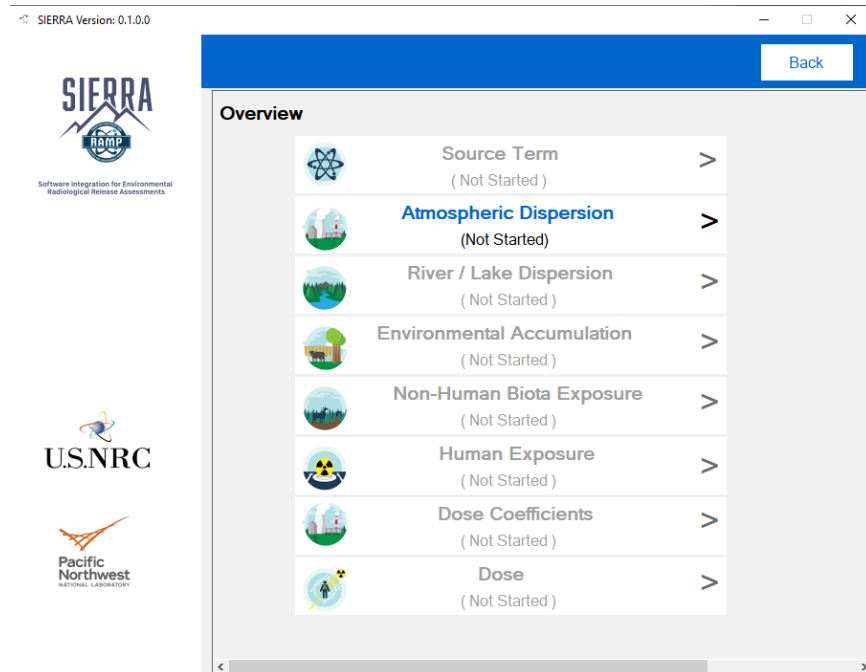 SIERRA Version: 0.1.0.0
Back
SIERRA
RAMP
Software Integration for Environmental
Radiological Release Assessments
Overview
Source Term
( Not Started )
>
Atmospheric Dispersion
(Not Started)
>
River / Lake Dispersion
( Not Started )
>
Environmental Accumulation
( Not Started )
>
Non-Human Biota Exposure
( Not Started )
>
Human Exposure
( Not Started )
>
Dose Coefficients
( Not Started )
>
Dose
( Not Started )
>
U.S.NRC
Pacific
Northwest
NATIONAL LABORATORY